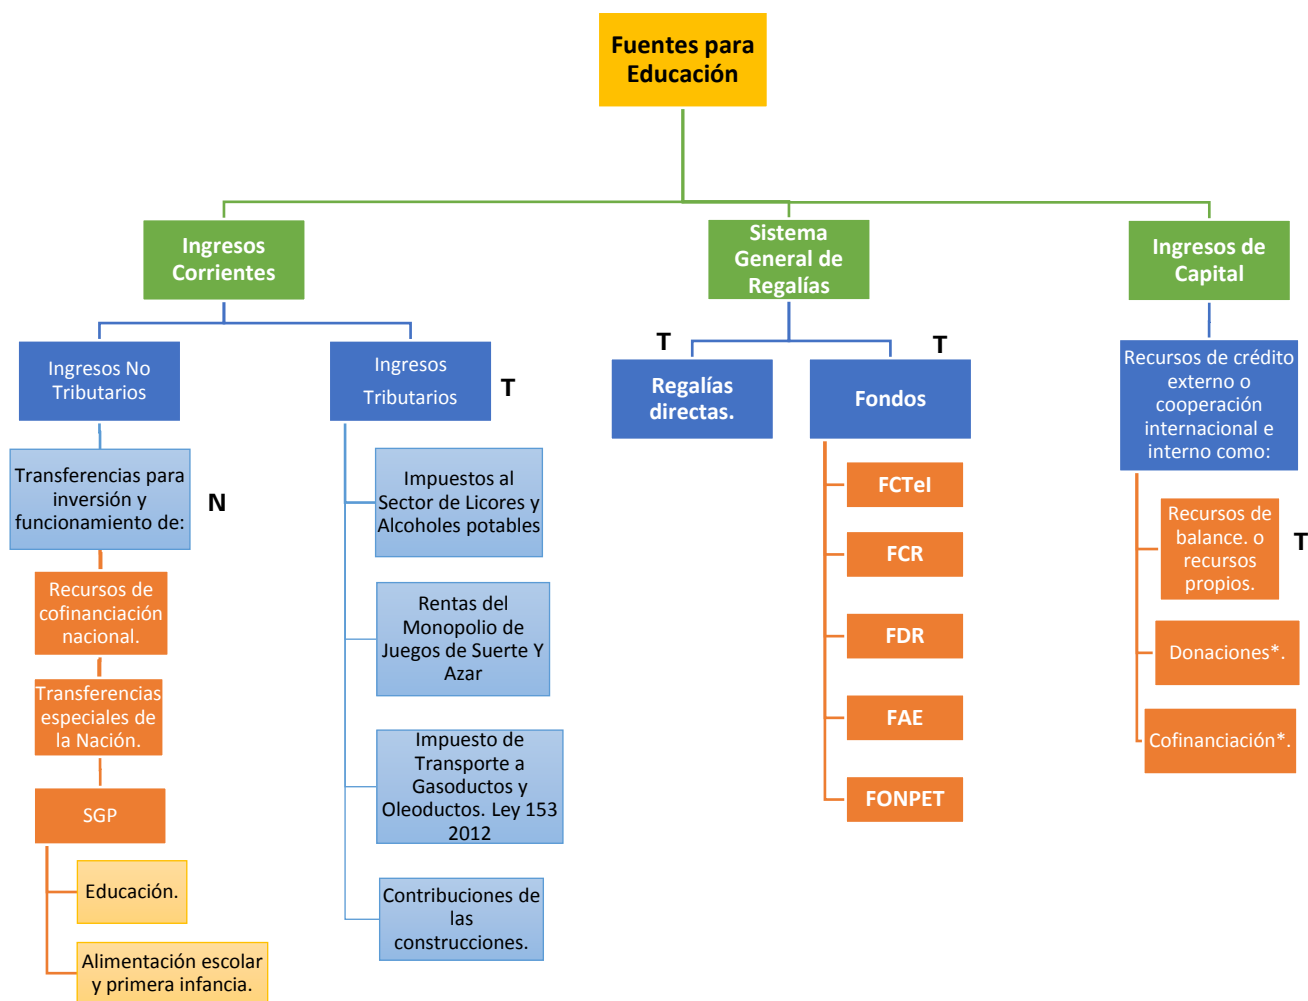 Fuentes para
Educación
Ingresos
Corrientes
Sistema
General de
Regalías
Ingresos de
Capital
Ingresos No
Tributarios
Ingresos
Tributarios
T
T
Regalías
directas.
T
Fondos
Recursos de crédito
externo o
cooperación
internacional e
interno como:
Transferencias para
inversión y
funcionamiento de:
N
Recursos de
cofinanciación
nacional.
Transferencias
especiales de
la Nación.
SGP
Educación.
Alimentación escolar
y primera infancia.
Impuestos al
Sector de Licores y
Alcoholes potables
Rentas del
Monopolio de
Juegos de Suerte Y
Azar
Impuesto de
Transporte a
Gasoductos y
Oleoductos. Ley 153
2012
Contribuciones de
las
construcciones.
FCTeI
FCR
FDR
FAE
FONPET
Recursos de
balance. o
recursos
propios.
T
Donaciones*.
Cofinanciación*.